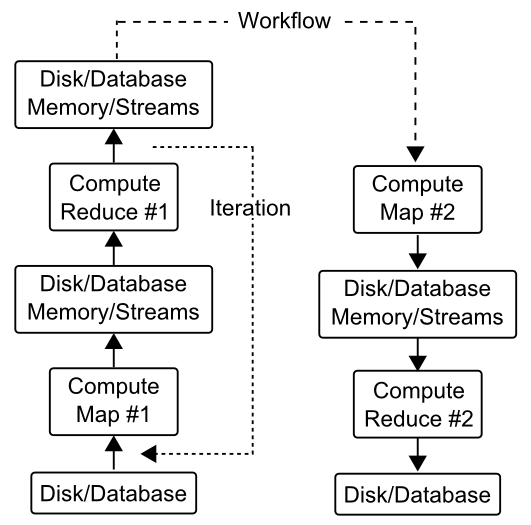 Workflow
Disk/Database
Memory/Streams
Compute
Reduce #1
Iteration
Disk/Database
Memory/Streams
Compute
Map #1
Disk/Database
Compute
Map #2
Disk/Database
Memory/Streams
Compute
Reduce #2
Disk/Database